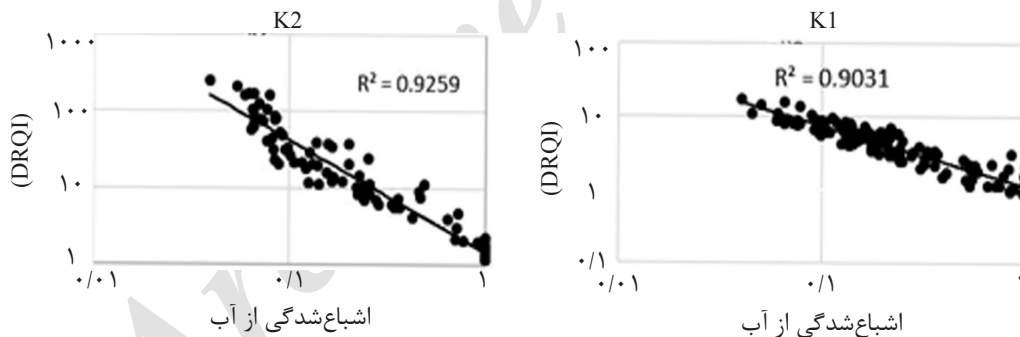 K2
۱۰۰۰
۱۰۰
۱۰
۱
(DRQI)
R² = 0.9259
۰/۰۱
۰/۱
۱
اشباع‌شدگی از آب
K1
۱۰۰
۱۰
۱
۰/۱
(DRQI)
R² = 0.9031
۰/۰۱
۰/۱
اشباع‌شدگی از آب